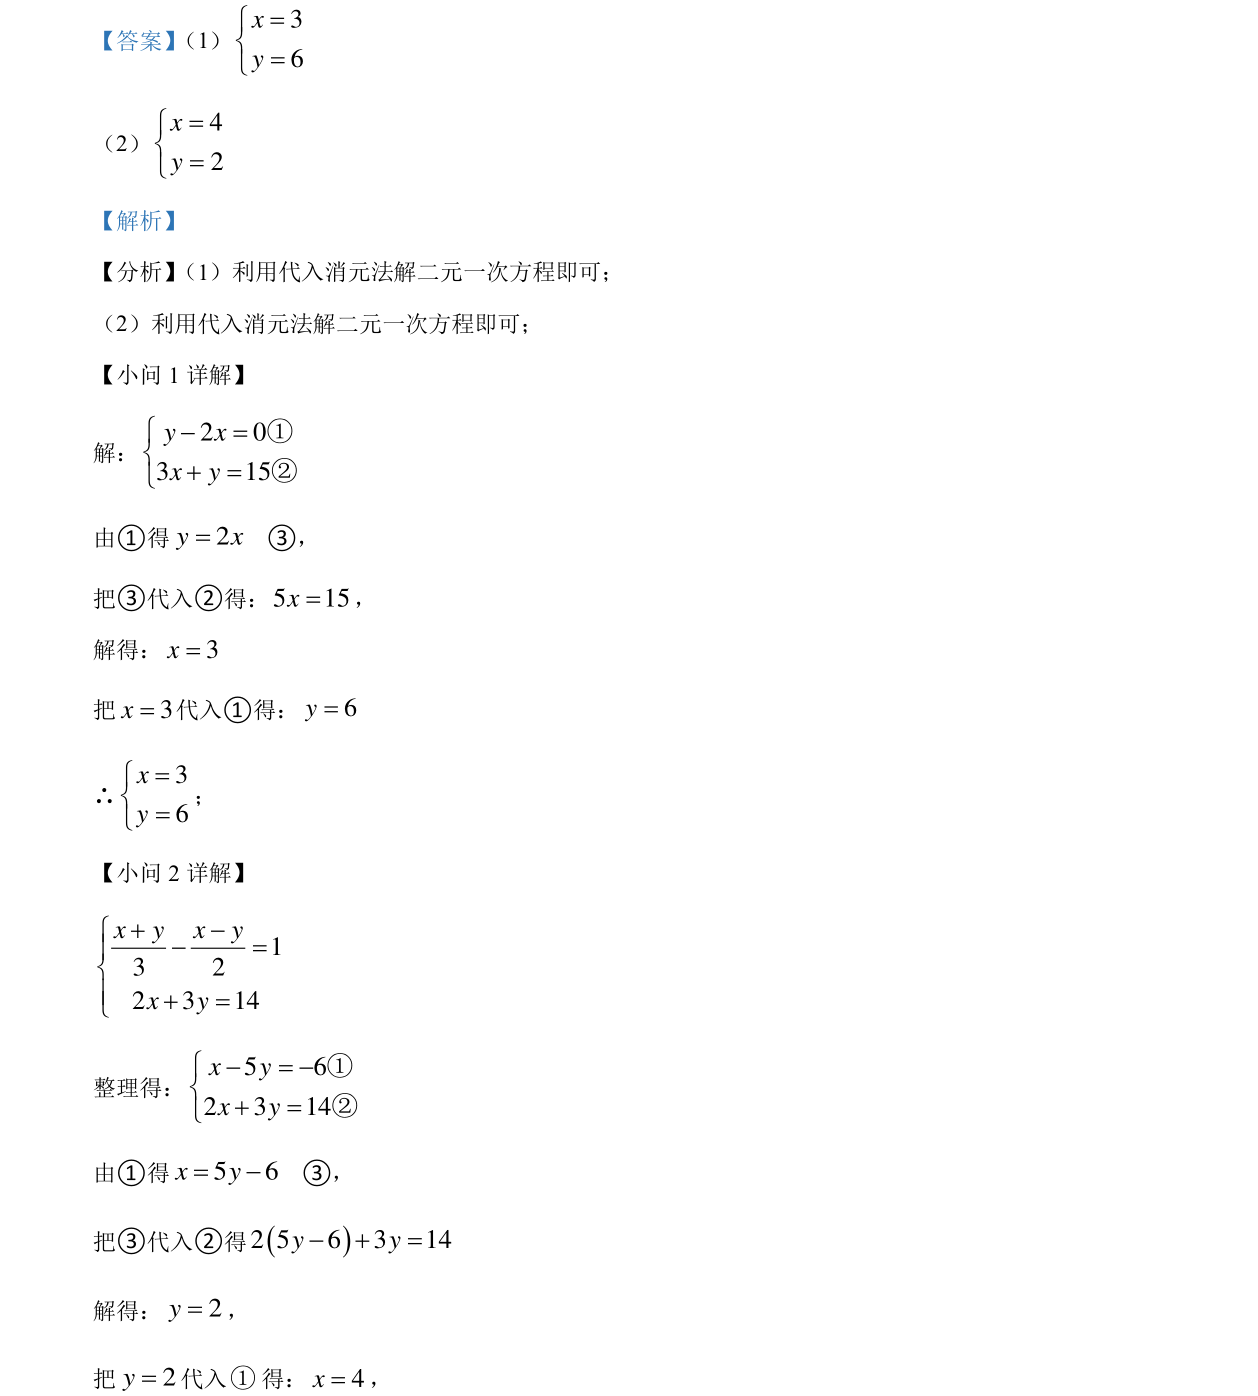 【答案】（1）{x=3
y=6
（2）{x=4
y=2
【解析】
【分析】（1）利用代入消元法解二元一次方程即可；
（2）利用代入消元法解二元一次方程即可；
【小问 1 详解】
解：{y−2x=0①
3x+y=15②
由①得 y=2x ③，
把③代入②得：5x=15，
解得：x=3
把 x=3代入①得：y=6
∴{x=3
y=6；
【小问 2 详解】
{(x+y)/3−(x−y)/2=1
2x+3y=14
整理得：{x−5y=−6①
2x+3y=14②
由①得 x=5y−6 ③，
把③代入②得2(5y−6)+3y=14
解得：y=2，
把 y=2代入① 得：x=4，